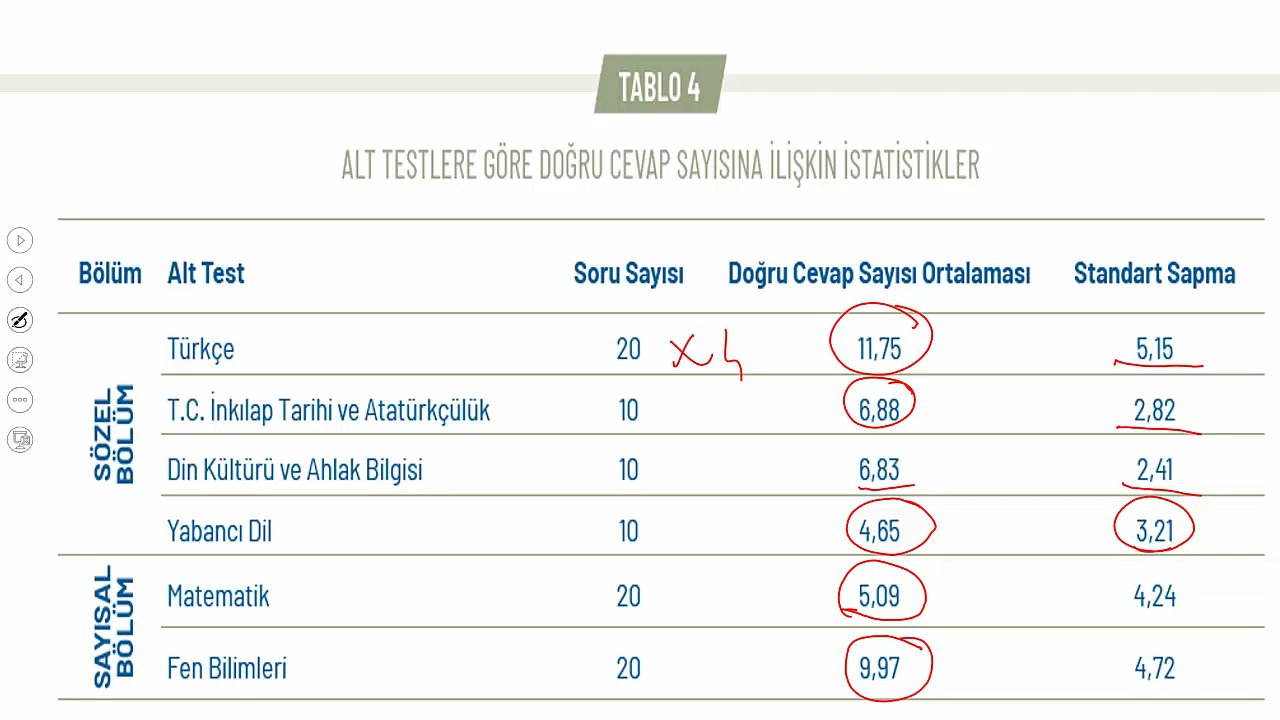 TABLO 4
ALT TESTLERE GÖRE DOĞRU CEVAP SAYISINA İLİŞKİN İSTATİSTİKLER
Bölüm Alt Test Soru Sayısı Doğru Cevap Sayısı Ortalaması Standart Sapma
SÖZEL BÖLÜM
Türkçe 20 x4 11,75 5,15
T.C. İnkılap Tarihi ve Atatürkçülük 10 6,88 2,82
Din Kültürü ve Ahlak Bilgisi 10 6,83 2,41
Yabancı Dil 10 4,65 3,21
SAYISAL BÖLÜM
Matematik 20 5,09 4,24
Fen Bilimleri 20 9,97 4,72